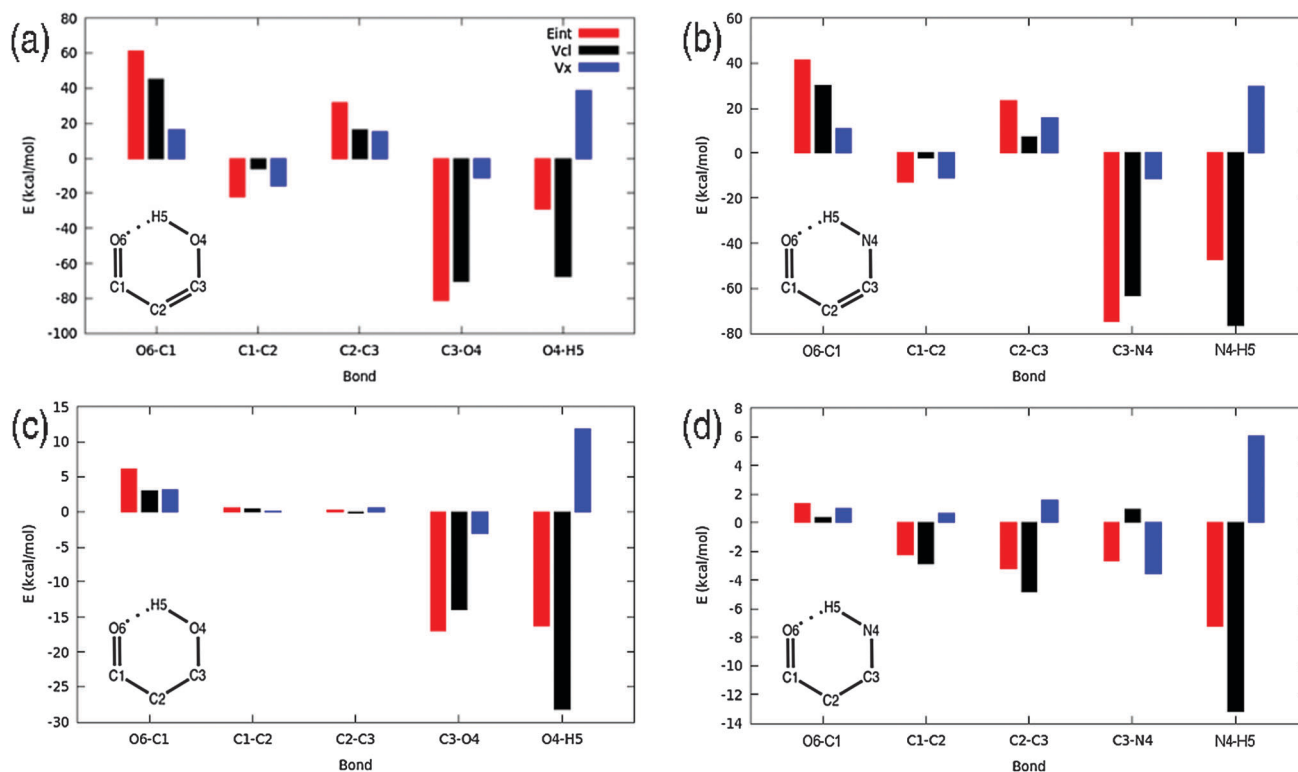 (a)
80
60
40
20
0
-20
-40
-60
-80
-100
E (kcal/mol)
Eint
Vcl
Vx
H5
O6
O4
C1
C3
C2
O6-C1
C1-C2
C2-C3
C3-O4
O4-H5
Bond
(b)
60
40
20
0
-20
-40
-60
-80
E (kcal/mol)
H5
O6
N4
C1
C3
C2
O6-C1
C1-C2
C2-C3
C3-N4
N4-H5
Bond
(c)
15
10
5
0
-5
-10
-15
-20
-25
-30
E (kcal/mol)
H5
O6
O4
C1
C3
C2
O6-C1
C1-C2
C2-C3
C3-O4
O4-H5
Bond
(d)
8
6
4
2
0
-2
-4
-6
-8
-10
-12
-14
E (kcal/mol)
H5
O6
N4
C1
C3
C2
O6-C1
C1-C2
C2-C3
C3-N4
N4-H5
Bond